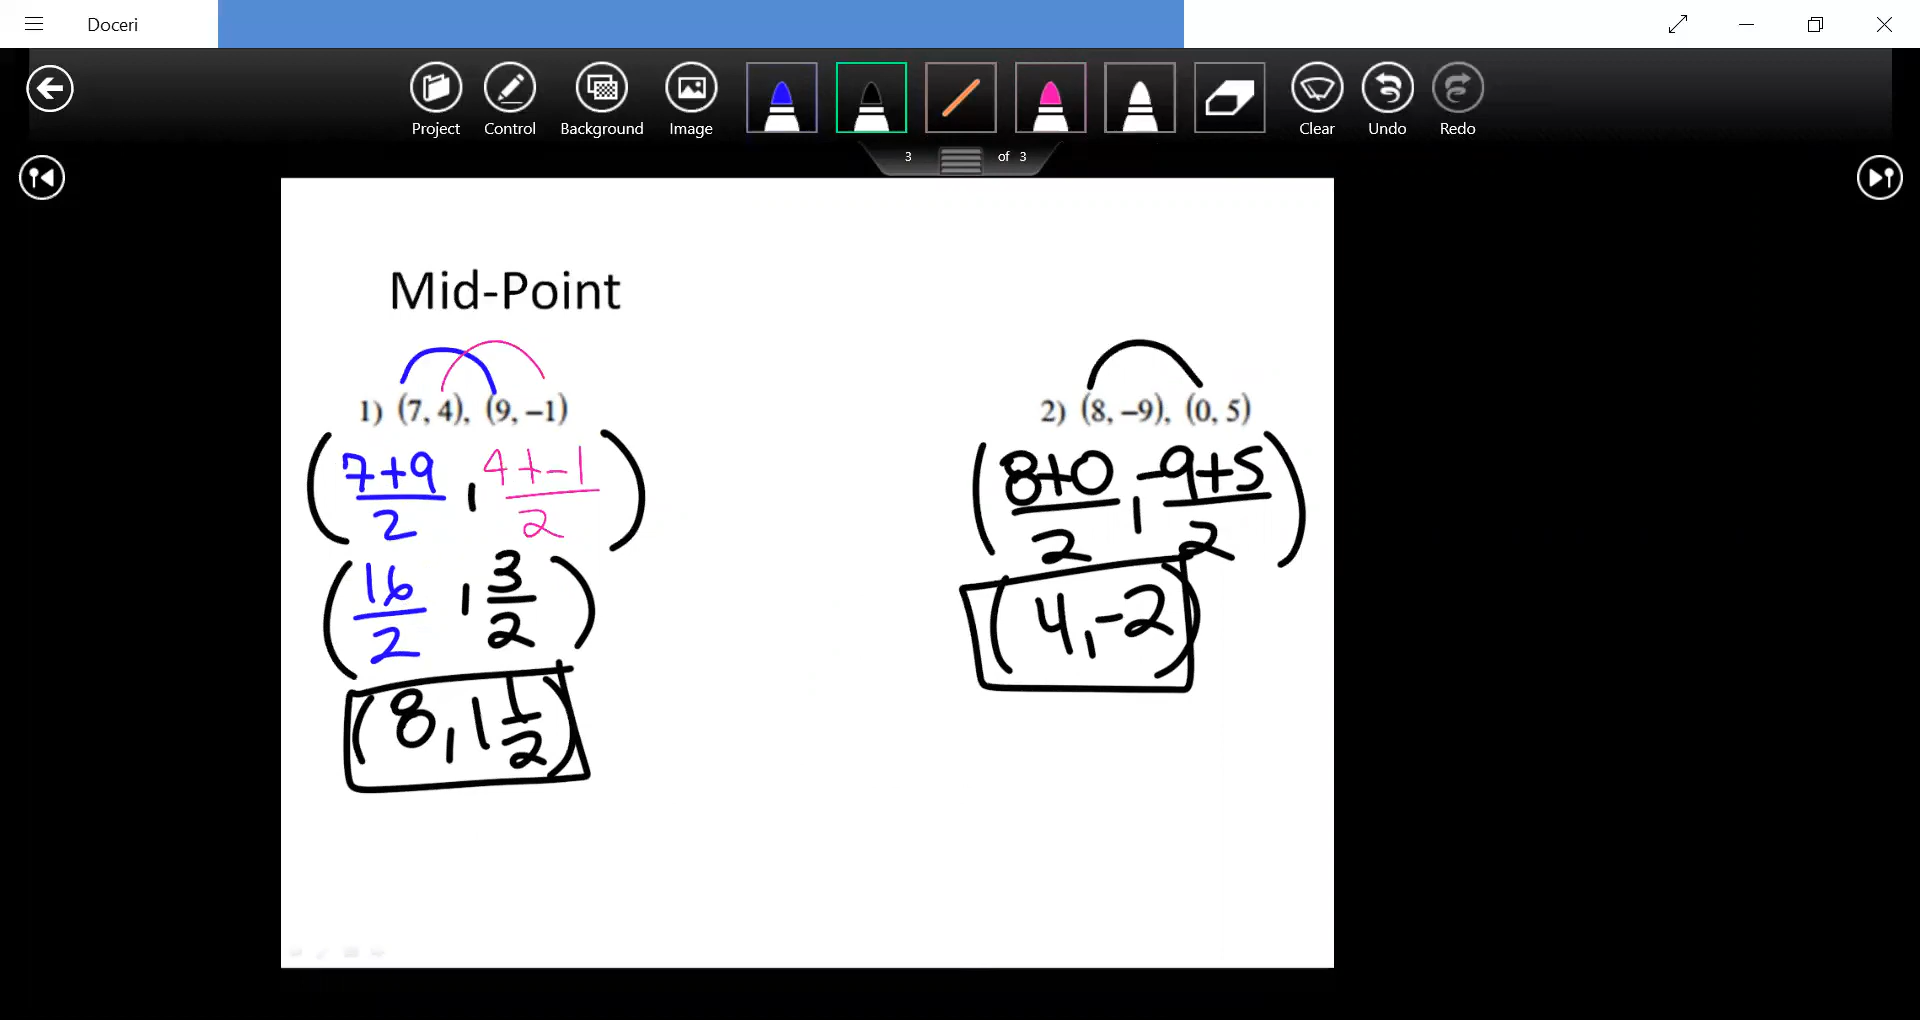 Doceri
Project Control Background Image Clear Undo Redo
3 of 3
Mid-Point
1) (7, 4), (9, −1)
(7+9/2, 4+-1/2)
(16/2, 3/2)
(8, 1 1/2)
2) (8, −9), (0, 5)
(8+0/2, -9+5/2)
(4, -2)